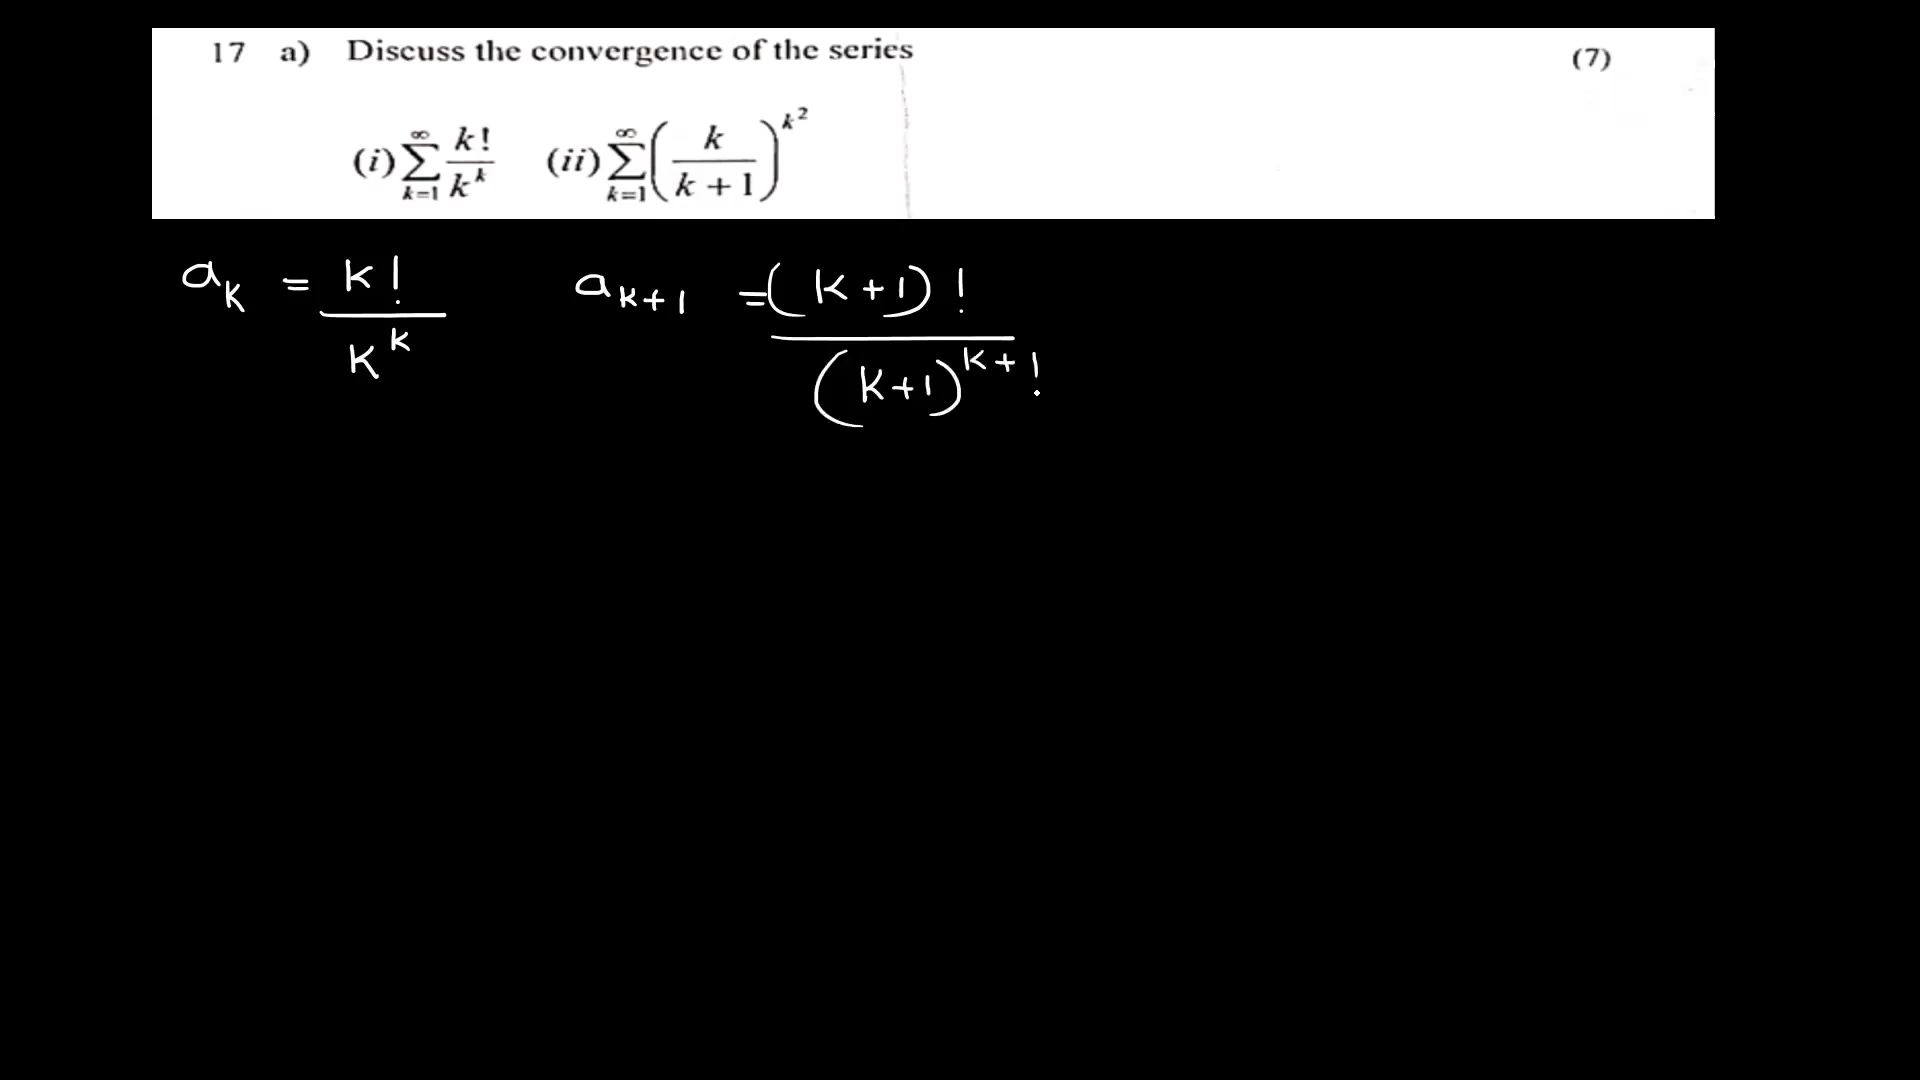 17 a) Discuss the convergence of the series (7)
(i) ∑_{k=1}^{∞} k!/k^k (ii) ∑_{k=1}^{∞} (k/(k+1))^{k^2}
a_k = k!/k^k a_{k+1} = (k+1)!/(k+1)^{k+1}